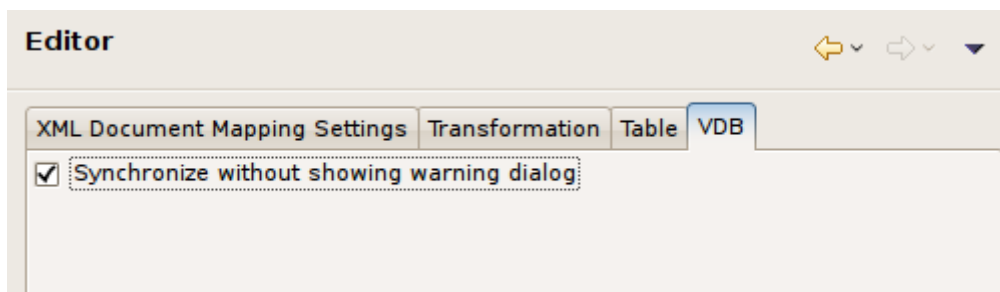 Editor
XML Document Mapping Settings Transformation Table VDB
Synchronize without showing warning dialog